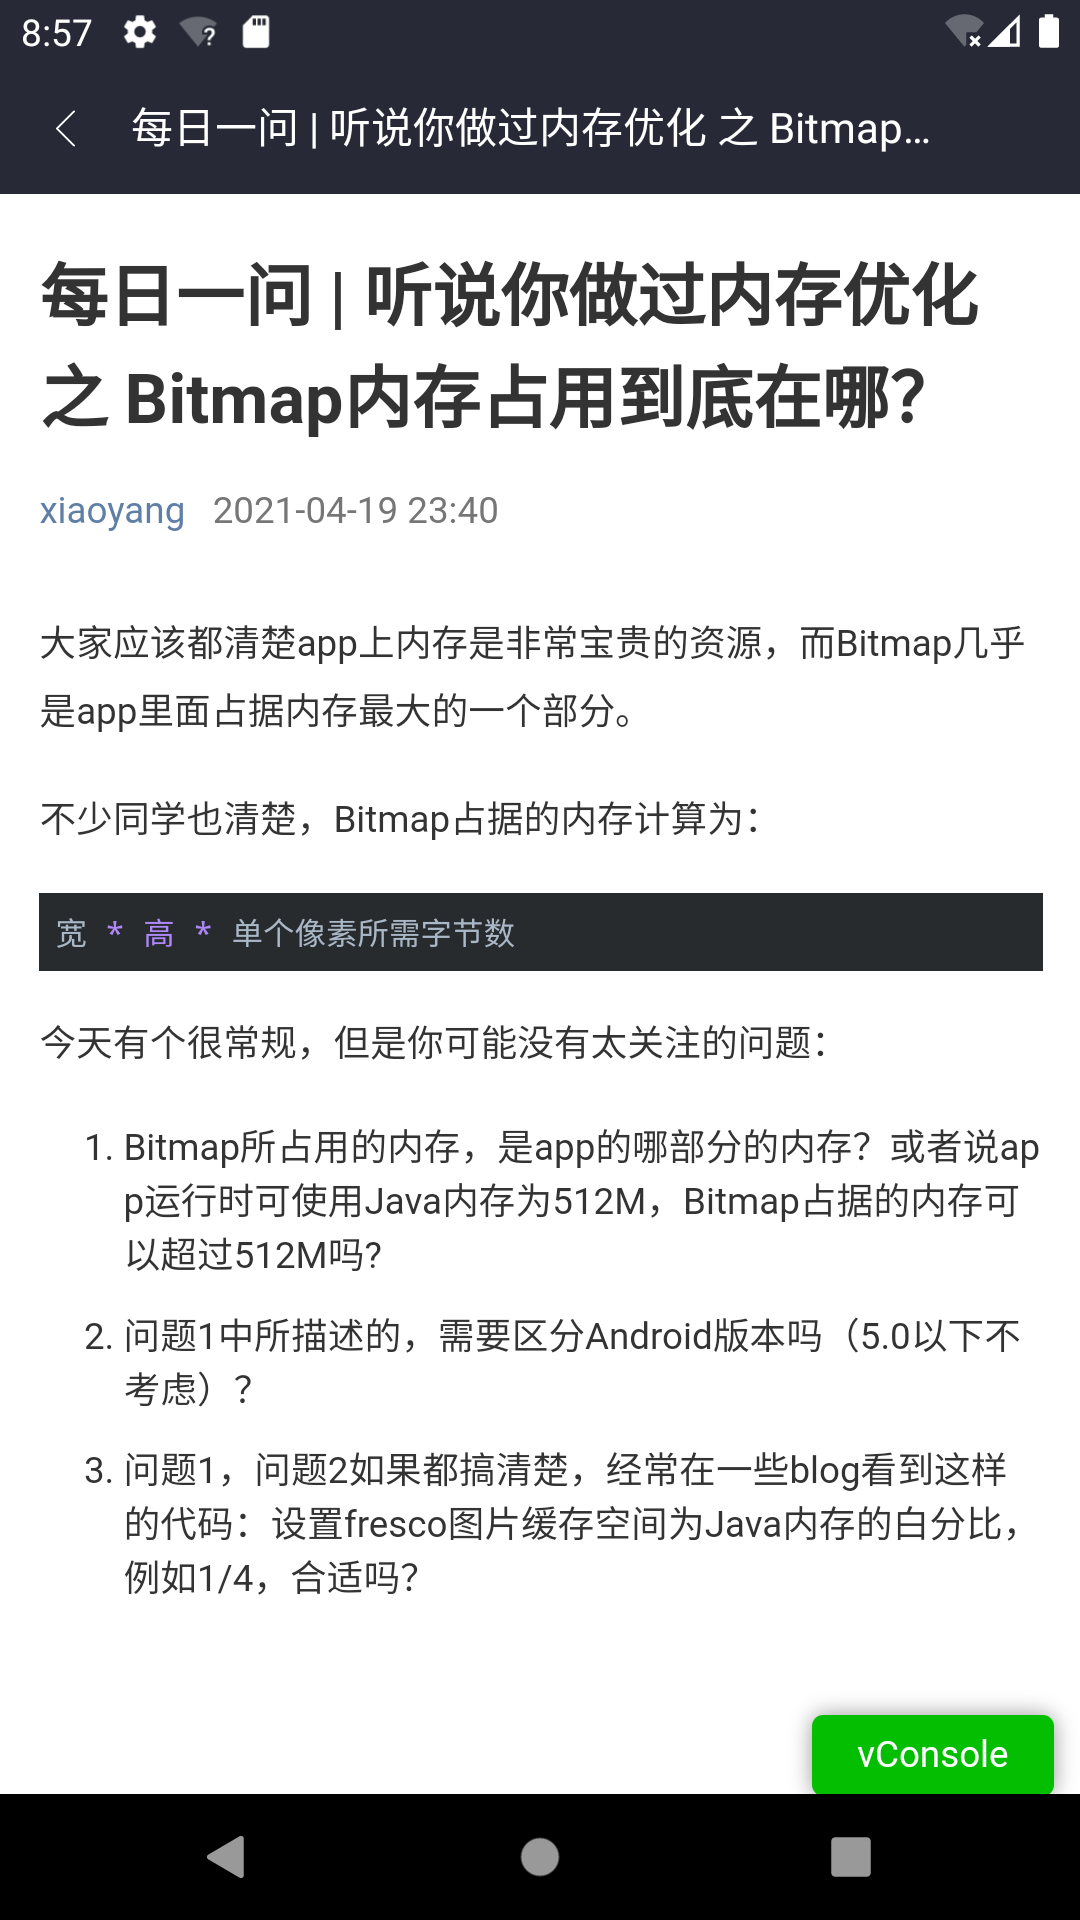 8:57
每日一问 | 听说你做过内存优化 之 Bitmap...
每日一问 | 听说你做过内存优化
之 Bitmap内存占用到底在哪?
xiaoyang 2021-04-19 23:40
大家应该都清楚app上内存是非常宝贵的资源，而Bitmap几乎
是app里面占据内存最大的一个部分。
不少同学也清楚，Bitmap占据的内存计算为：
宽 * 高 * 单个像素所需字节数
今天有个很常规，但是你可能没有太关注的问题：
1. Bitmap所占用的内存，是app的哪部分的内存？或者说ap
p运行时可使用Java内存为512M，Bitmap占据的内存可
以超过512M吗?
2. 问题1中所描述的，需要区分Android版本吗（5.0以下不
考虑）？
3. 问题1，问题2如果都搞清楚，经常在一些blog看到这样
的代码：设置fresco图片缓存空间为Java内存的白分比，
例如1/4，合适吗?
vConsole